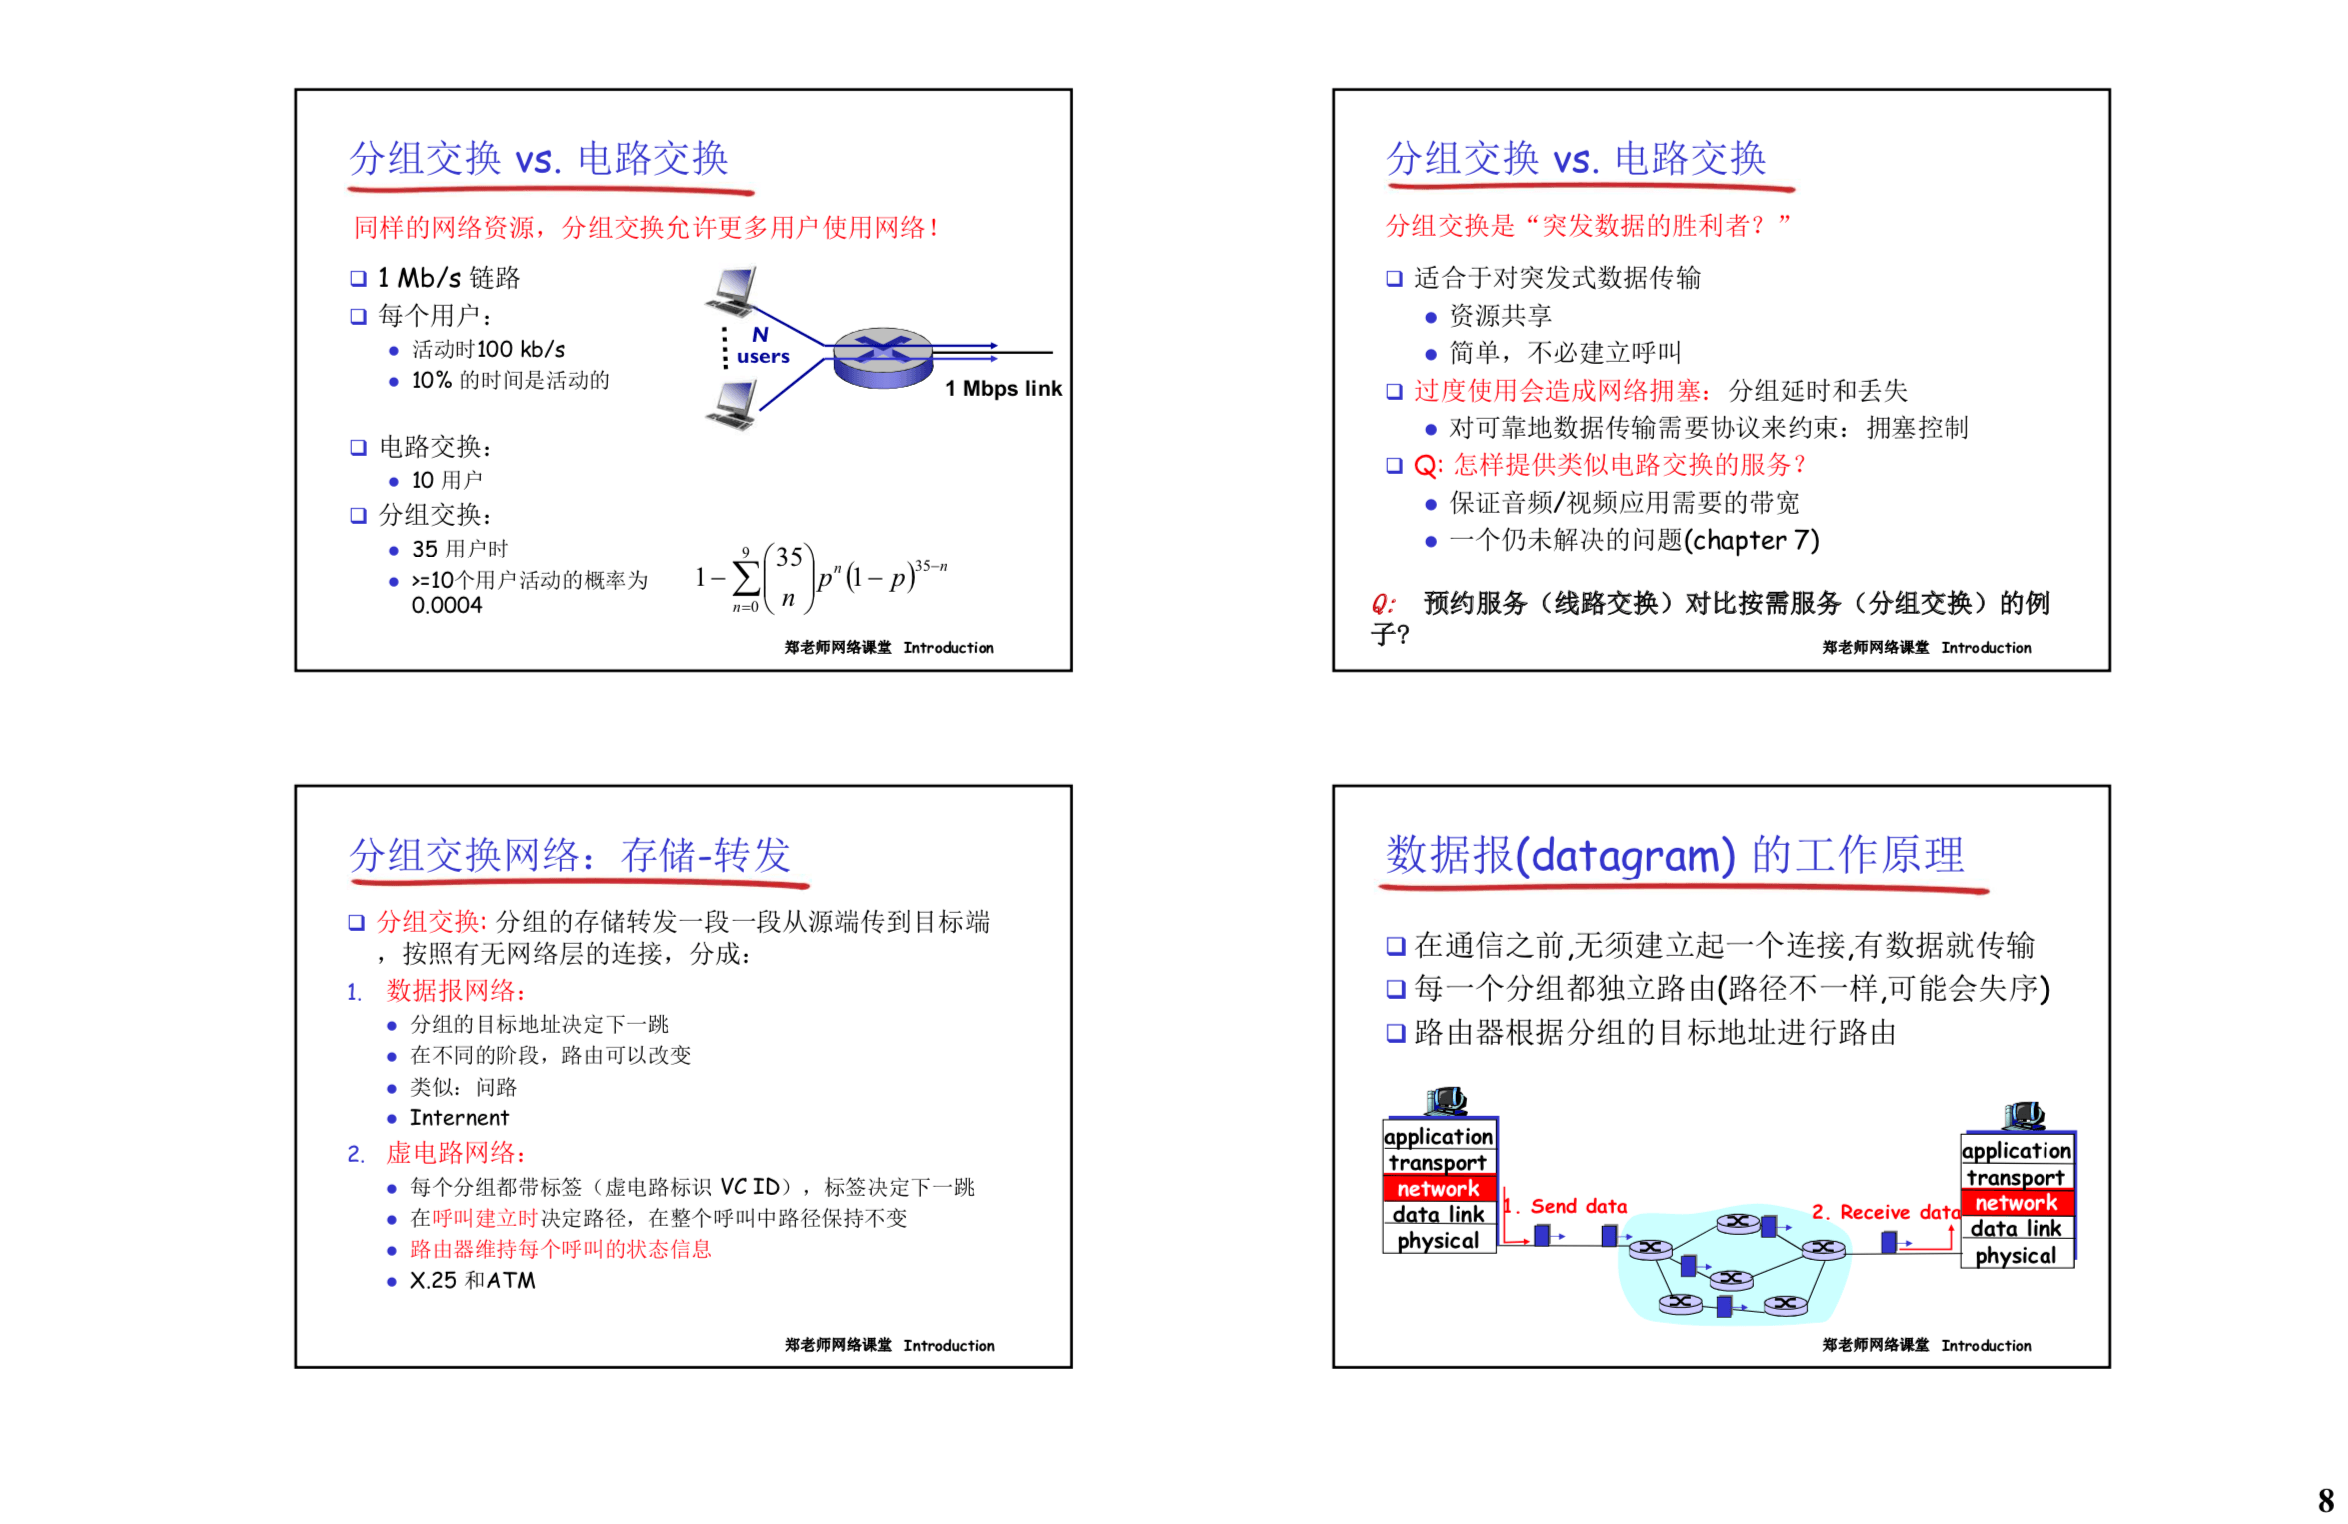 分组交换 vs. 电路交换
同样的网络资源，分组交换允许更多用户使用网络！
1 Mb/s 链路
每个用户：
活动时100 kb/s
10% 的时间是活动的
电路交换：
10 用户
分组交换：
35 用户时
>=10个用户活动的概率为
0.0004
N
users
1 Mbps link
1 − ∑_{n=0}^{9} (35 n) p^n (1 − p)^{35−n}
郑老师网络课堂 Introduction
分组交换 vs. 电路交换
分组交换是“突发数据的胜利者？”
适合于对突发式数据传输
资源共享
简单，不必建立呼叫
过度使用会造成网络拥塞：分组延时和丢失
对可靠地数据传输需要协议来约束：拥塞控制
Q: 怎样提供类似电路交换的服务？
保证音频/视频应用需要的带宽
一个仍未解决的问题(chapter 7)
Q: 预约服务（线路交换）对比按需服务（分组交换）的例
子?
郑老师网络课堂 Introduction
分组交换网络：存储-转发
分组交换: 分组的存储转发一段一段从源端传到目标端
，按照有无网络层的连接，分成：
1. 数据报网络：
分组的目标地址决定下一跳
在不同的阶段，路由可以改变
类似：问路
Internent
2. 虚电路网络：
每个分组都带标签（虚电路标识 VC ID），标签决定下一跳
在呼叫建立时决定路径，在整个呼叫中路径保持不变
路由器维持每个呼叫的状态信息
X.25 和ATM
郑老师网络课堂 Introduction
数据报(datagram) 的工作原理
在通信之前,无须建立起一个连接,有数据就传输
每一个分组都独立路由(路径不一样,可能会失序)
路由器根据分组的目标地址进行路由
application
transport
network
data link
physical
1. Send data
2. Receive data
application
transport
network
data link
physical
郑老师网络课堂 Introduction
8